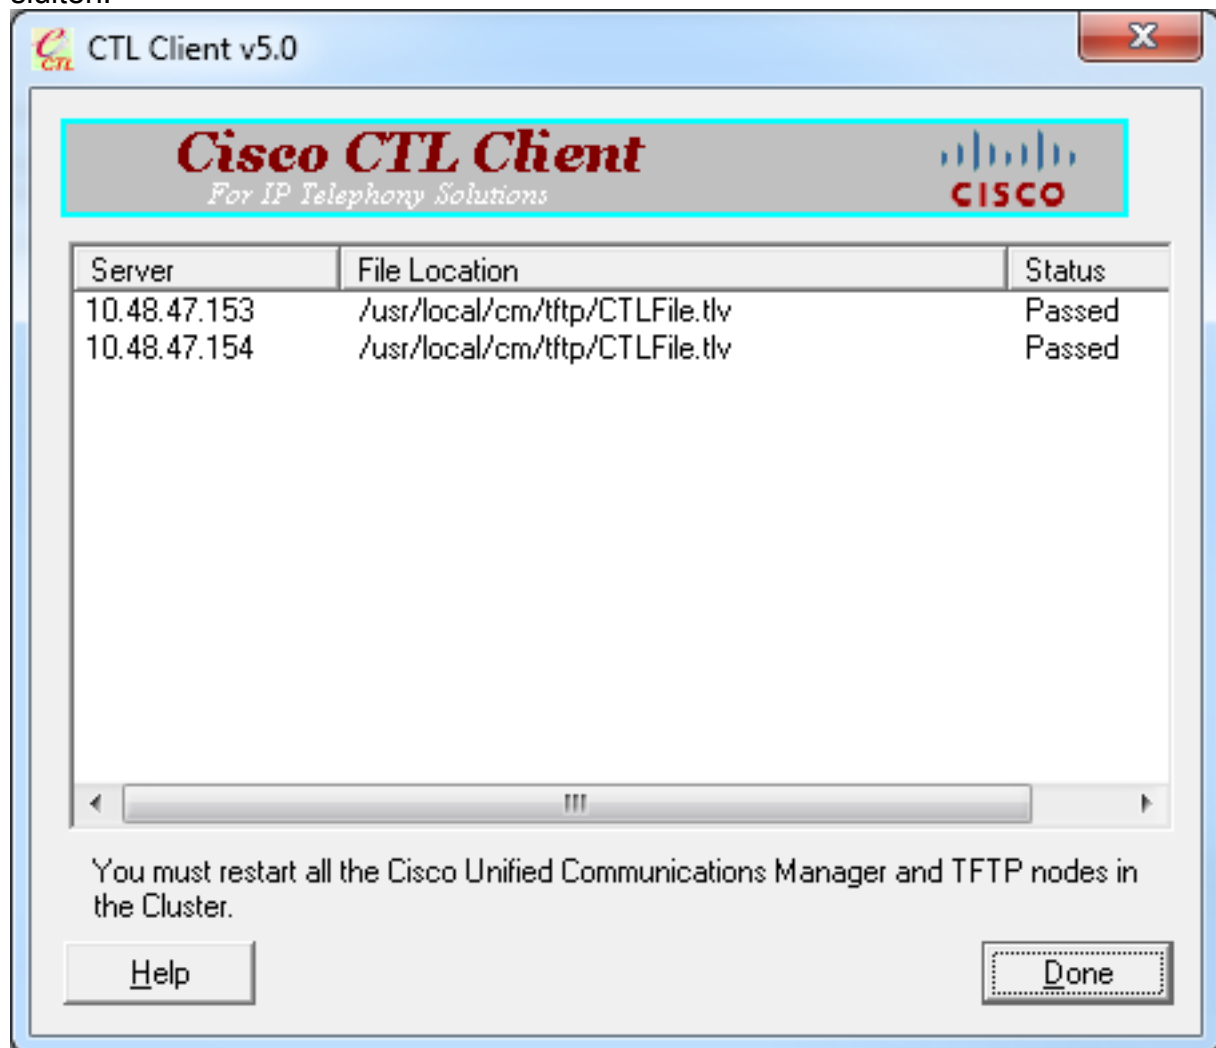 CTL Client v5.0
Cisco CTL Client
For IP Telephony Solutions
CISCO
Server File Location Status
10.48.47.153 /usr/local/cm/tftp/CTLFile.tlv Passed
10.48.47.154 /usr/local/cm/tftp/CTLFile.tlv Passed
You must restart all the Cisco Unified Communications Manager and TFTP nodes in
the Cluster.
Help Done